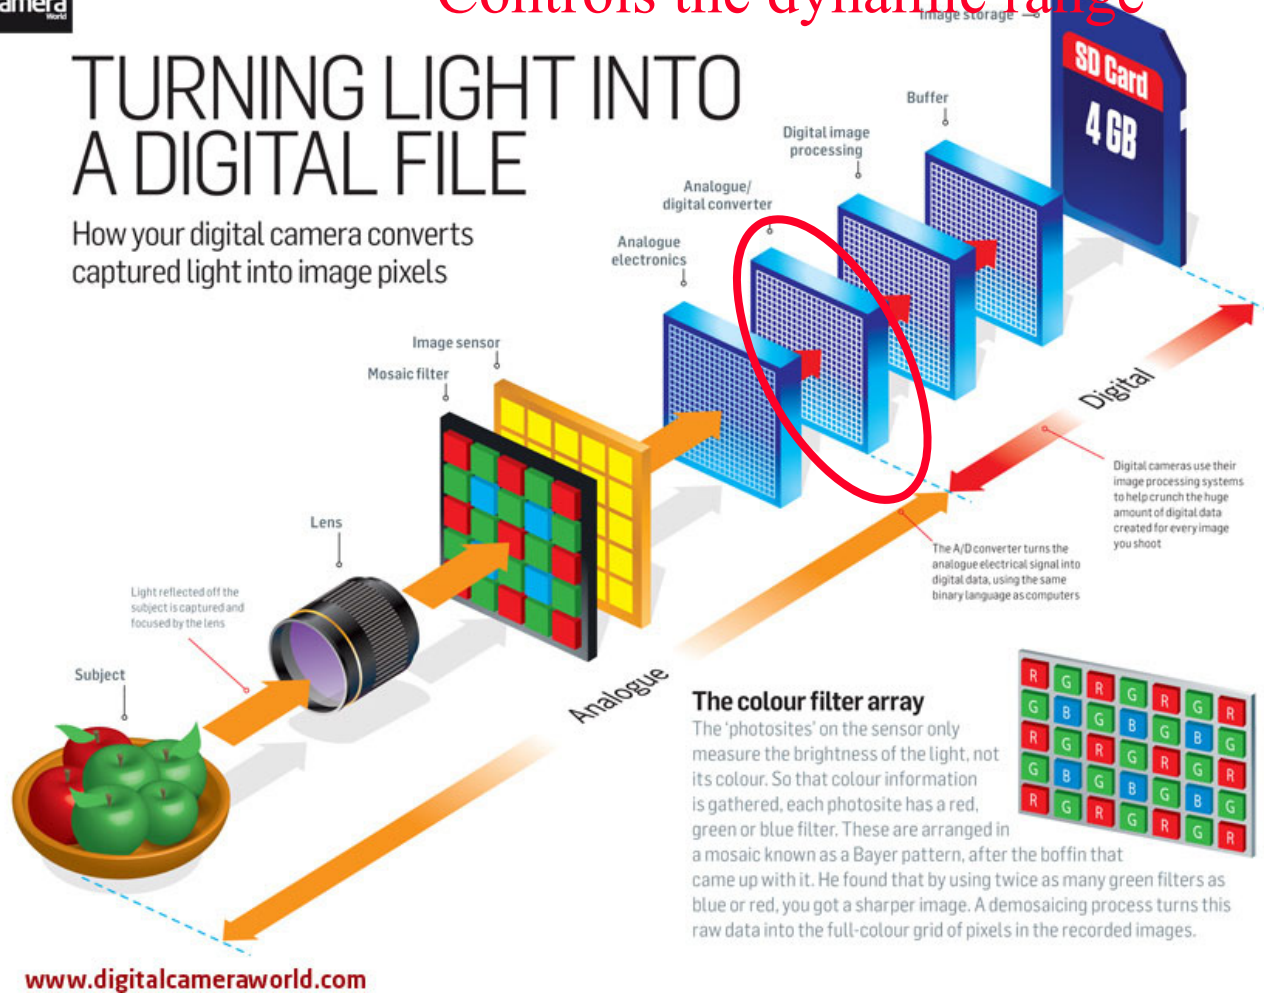 Camera
World
Controls the dynamic range
TURNING LIGHT INTO
A DIGITAL FILE
How your digital camera converts
captured light into image pixels
Image storage
SD Card
4 GB
Buffer
Digital image
processing
Analogue/
digital converter
Analogue
electronics
Image sensor
Mosaic filter
Lens
Light reflected off the
subject is captured and
focused by the lens
Subject
Analogue
Digital
Digital cameras use their
image processing systems
to help crunch the huge
amount of digital data
created for every image
you shoot
The A/D converter turns the
analogue electrical signal into
digital data, using the same
binary language as computers
The colour filter array
The 'photosites' on the sensor only
measure the brightness of the light, not
its colour. So that colour information
is gathered, each photosite has a red,
green or blue filter. These are arranged in
a mosaic known as a Bayer pattern, after the boffin that
came up with it. He found that by using twice as many green filters as
blue or red, you got a sharper image. A demosaicing process turns this
raw data into the full-colour grid of pixels in the recorded images.
R G R G R G R
G B G B G B G
R G R G R G R
G B G B G B G
R G R G R G R
www.digitalcameraworld.com